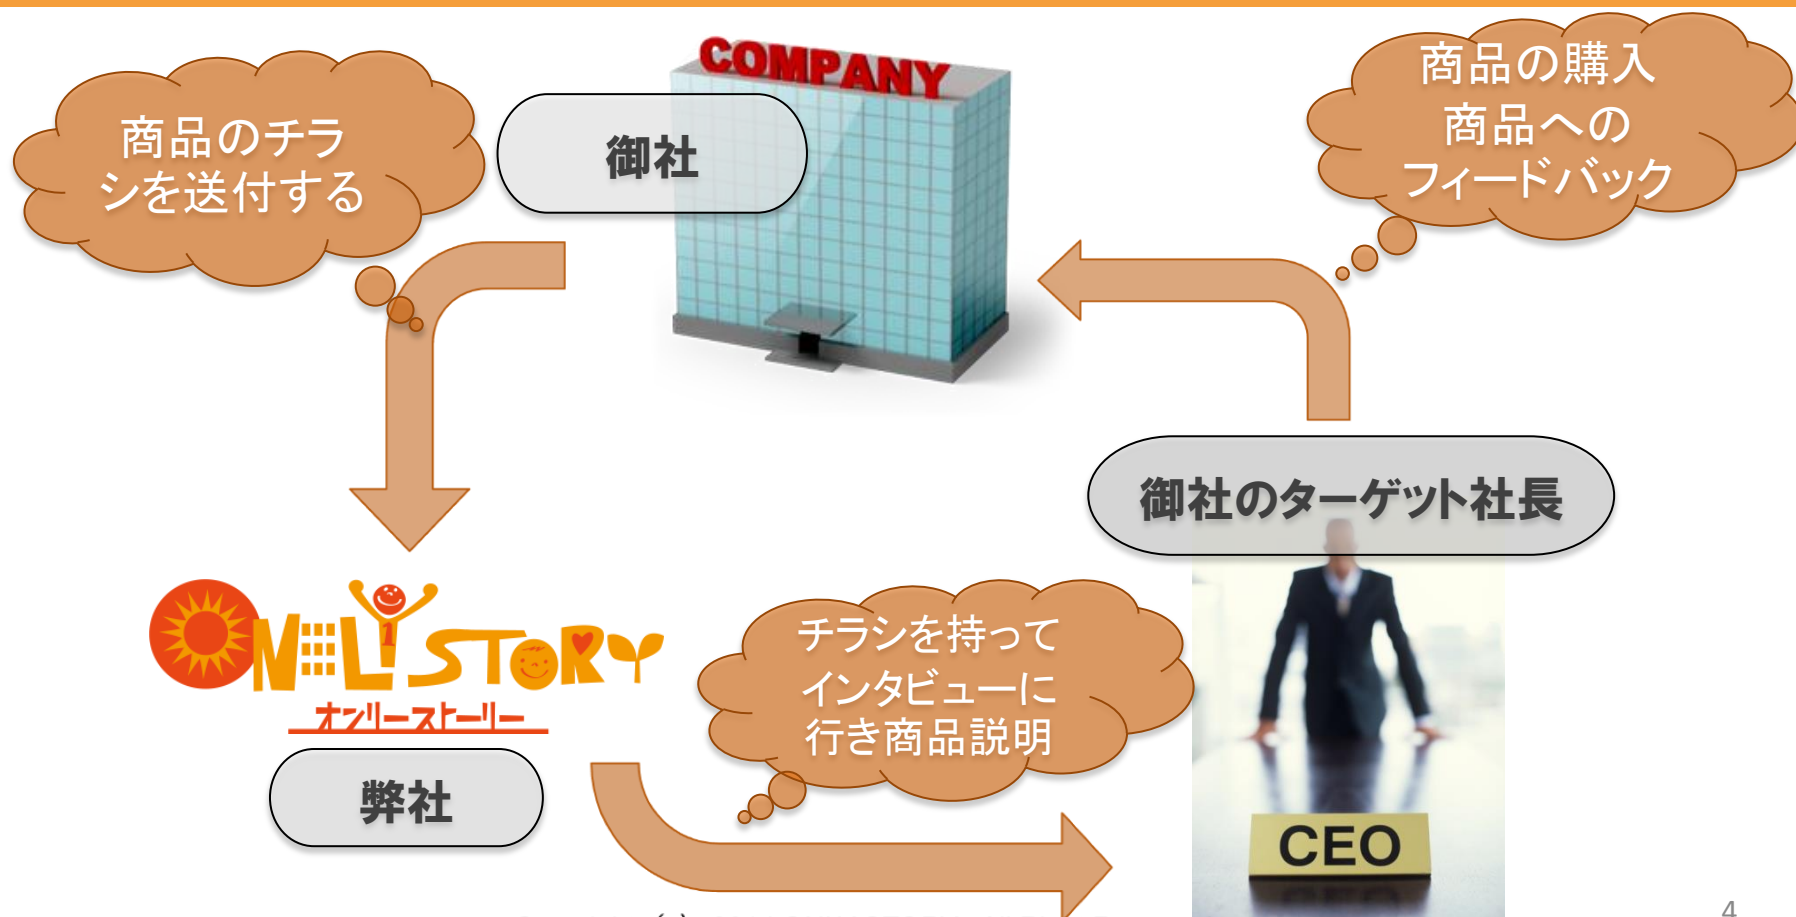 COMPANY
商品のチラ
シを送付する
御社
商品の購入
商品への
フィードバック
御社のターゲット社長
ONLY STORY
オンリーストーリー
弊社
チラシを持って
インタビューに
行き商品説明
CEO
4